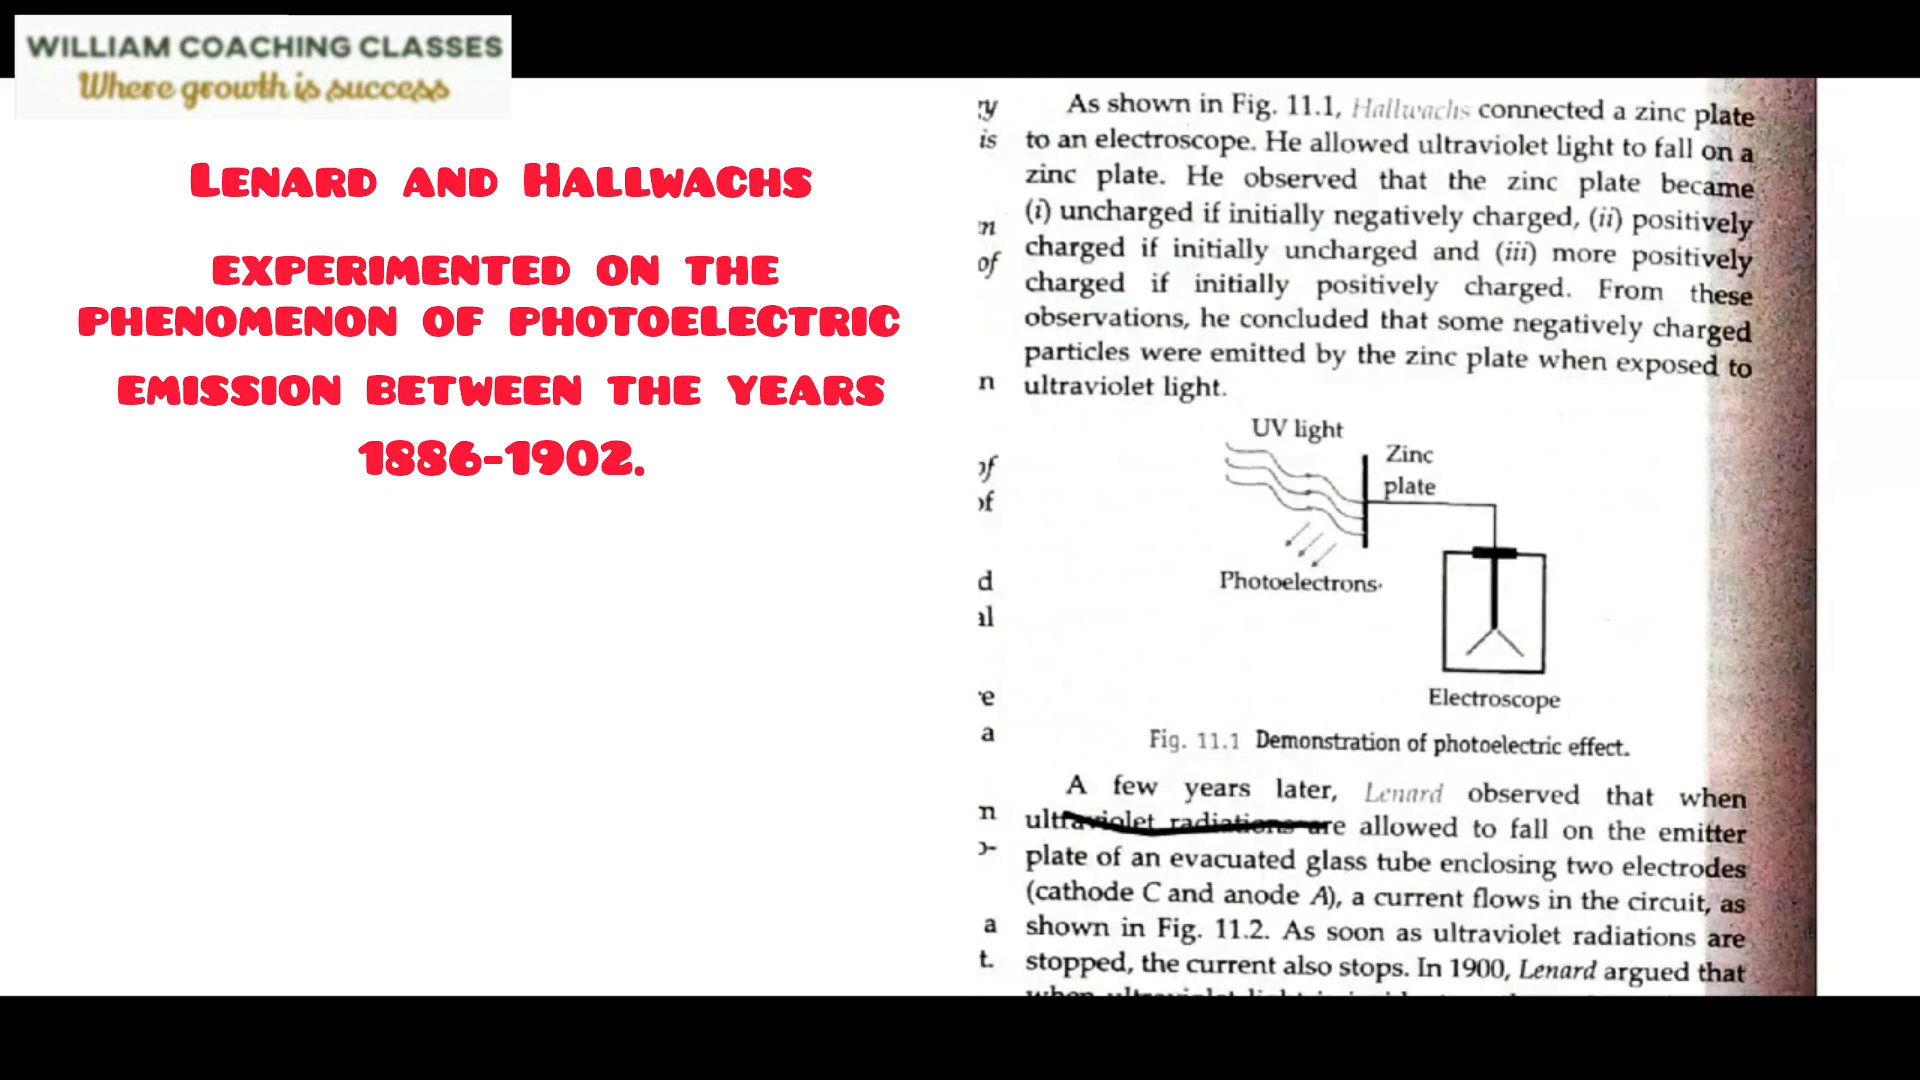 WILLIAM COACHING CLASSES
Where growth is success
LENARD AND HALLWACHS
EXPERIMENTED ON THE
PHENOMENON OF PHOTOELECTRIC
EMISSION BETWEEN THE YEARS
1886-1902.
As shown in Fig. 11.1, Hallwachs connected a zinc plate
to an electroscope. He allowed ultraviolet light to fall on a
zinc plate. He observed that the zinc plate became
(i) uncharged if initially negatively charged, (ii) positively
charged if initially uncharged and (iii) more positively
charged if initially positively charged. From these
observations, he concluded that some negatively charged
particles were emitted by the zinc plate when exposed to
ultraviolet light.
UV light
Zinc
plate
Photoelectrons
Electroscope
Fig. 11.1 Demonstration of photoelectric effect.
A few years later, Lenard observed that when
ultraviolet radiations are allowed to fall on the emitter
plate of an evacuated glass tube enclosing two electrodes
(cathode C and anode A), a current flows in the circuit, as
shown in Fig. 11.2. As soon as ultraviolet radiations are
stopped, the current also stops. In 1900, Lenard argued that